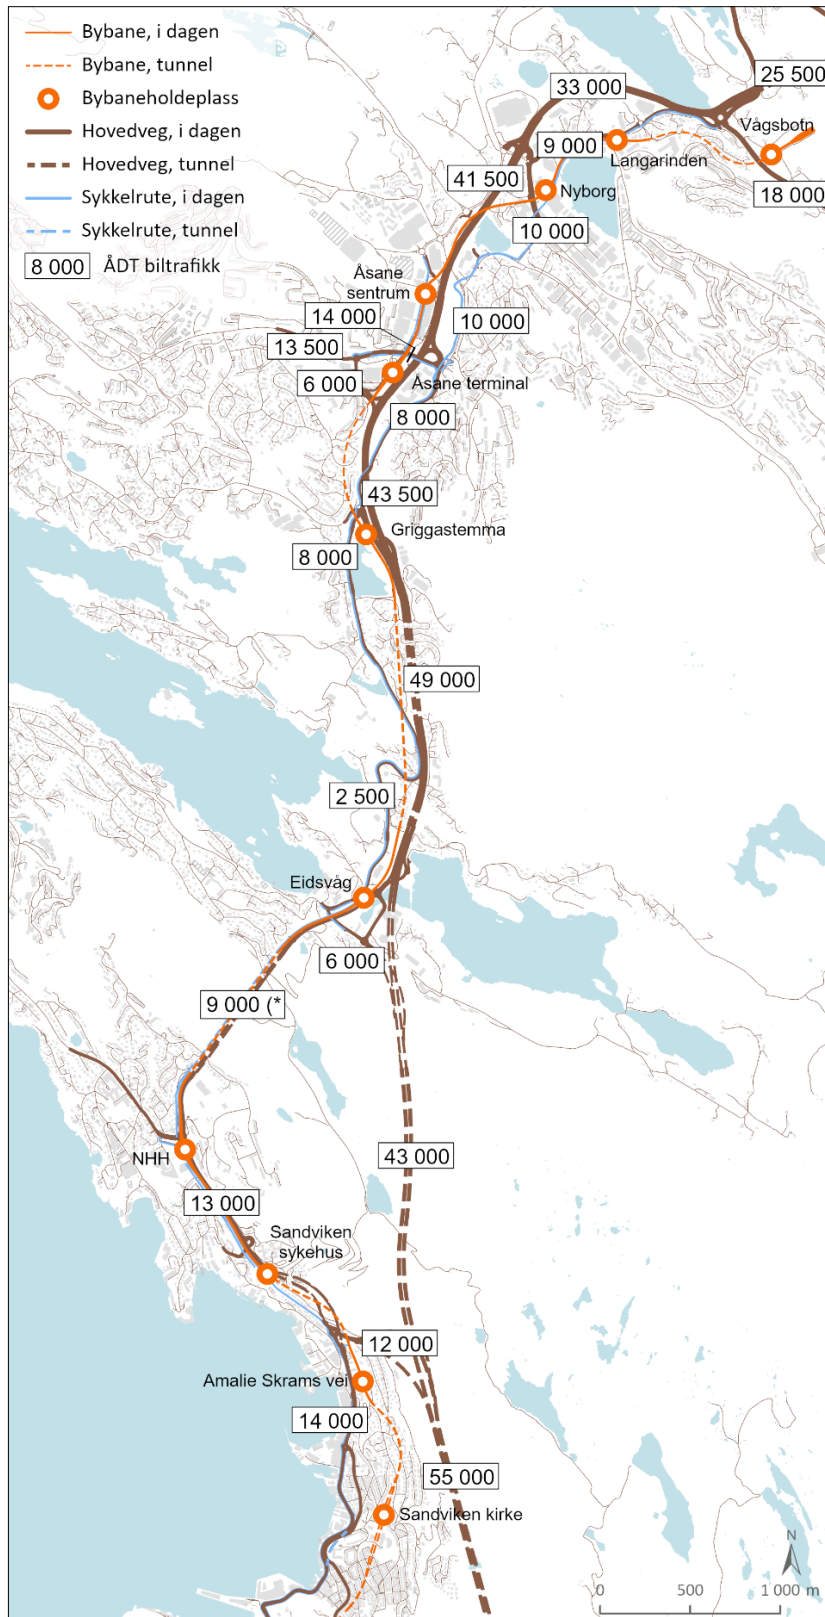 Bybane, i dagen
Bybane, tunnel
Bybaneholdeplass
Hovedveg, i dagen
Hovedveg, tunnel
Sykkelrute, i dagen
Sykkelrute, tunnel
8 000 ÅDT biltrafikk
33 000
25 500
Vågsbotn
9 000
Langarinden
41 500
Nyborg
18 000
10 000
Åsane
sentrum
14 000
10 000
13 500
6 000
Åsane terminal
8 000
43 500
Griggastemma
8 000
49 000
2 500
Eidsvåg
6 000
9 000 (*
NHH
43 000
13 000
Sandviken
sykehus
12 000
Amalie Skrams vei
14 000
55 000
Sandviken kirke
N
0 500 1 000 m